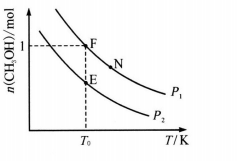 n(CH₃OH)/mol
1
F
N
E
P₁
P₂
T₀
T/K